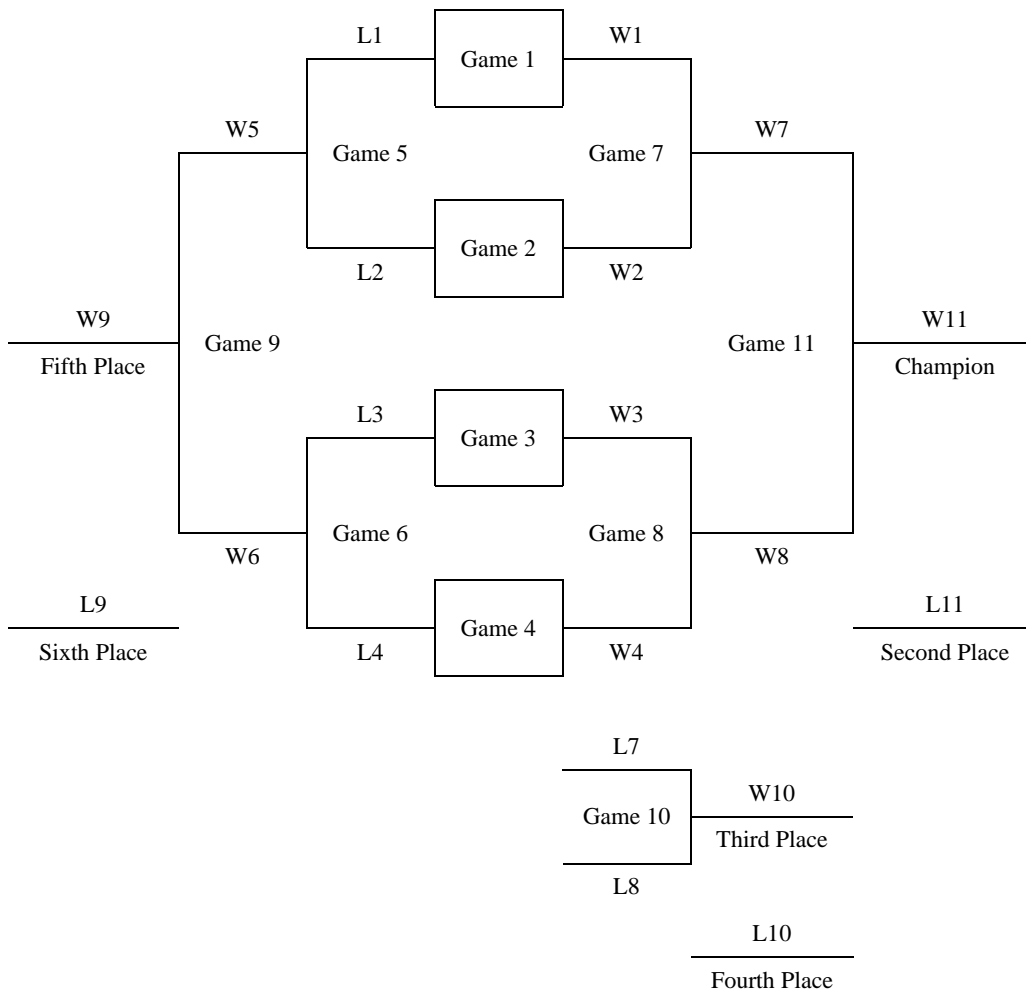 L1
Game 1
W1
W5
Game 5
Game 7
W7
L2
Game 2
W2
W9
Fifth Place
Game 9
Game 11
W11
Champion
L3
Game 3
W3
Game 6
Game 8
W6
W8
L9
Sixth Place
L4
Game 4
W4
L11
Second Place
L7
Game 10
W10
Third Place
L8
L10
Fourth Place